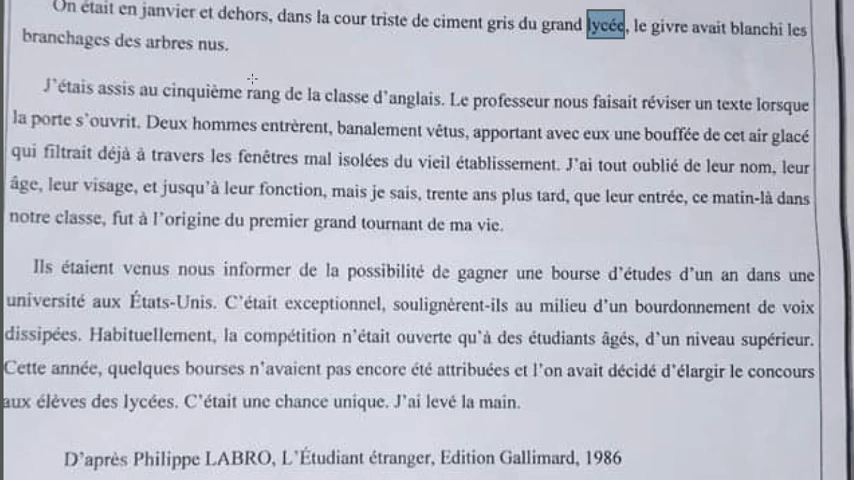 On était en janvier et dehors, dans la cour triste de ciment gris du grand lycée, le givre avait blanchi les
branchages des arbres nus.
J'étais assis au cinquième rang de la classe d'anglais. Le professeur nous faisait réviser un texte lorsque
la porte s'ouvrit. Deux hommes entrèrent, banalement vêtus, apportant avec eux une bouffée de cet air glacé
qui filtrait déjà à travers les fenêtres mal isolées du vieil établissement. J'ai tout oublié de leur nom, leur
âge, leur visage, et jusqu'à leur fonction, mais je sais, trente ans plus tard, que leur entrée, ce matin-là dans
notre classe, fut à l'origine du premier grand tournant de ma vie.
Ils étaient venus nous informer de la possibilité de gagner une bourse d'études d'un an dans une
université aux États-Unis. C'était exceptionnel, soulignèrent-ils au milieu d'un bourdonnement de voix
dissipées. Habituellement, la compétition n'était ouverte qu'à des étudiants âgés, d'un niveau supérieur.
Cette année, quelques bourses n'avaient pas encore été attribuées et l'on avait décidé d'élargir le concours
aux élèves des lycées. C'était une chance unique. J'ai levé la main.
D'après Philippe LABRO, L'Étudiant étranger, Edition Gallimard, 1986